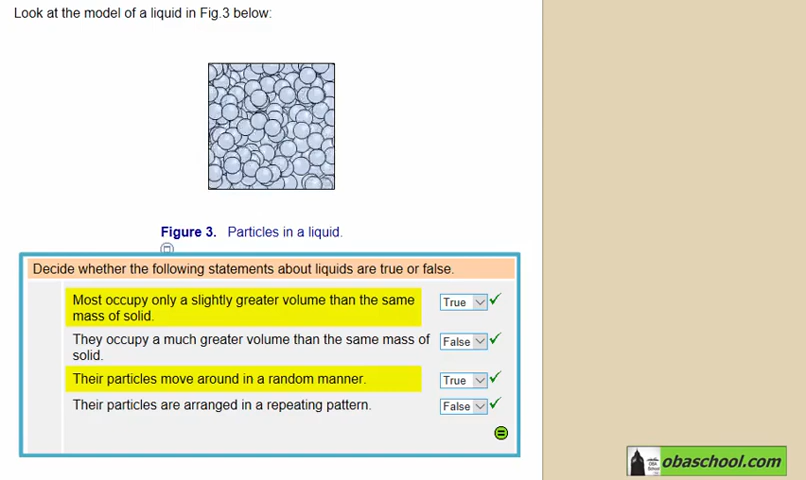 Look at the model of a liquid in Fig.3 below:
Figure 3. Particles in a liquid.
Decide whether the following statements about liquids are true or false.
Most occupy only a slightly greater volume than the same
mass of solid.
True
They occupy a much greater volume than the same mass of
solid.
False
Their particles move around in a random manner.
True
Their particles are arranged in a repeating pattern.
False
obaschool.com